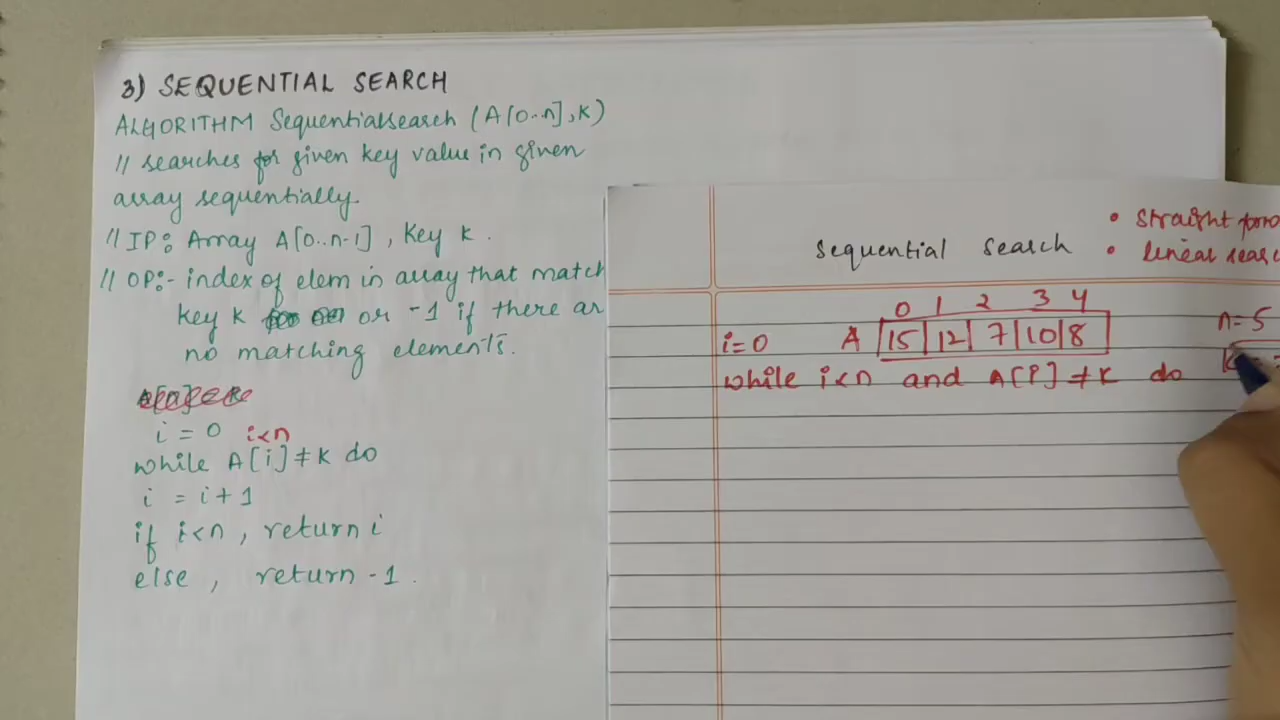 3) SEQUENTIAL SEARCH
ALGORITHM Sequentialsearch (A[0..n], K)
// searches for given key value in given
array sequentially.
// IP: Array A[0..n-1], Key K.
// OP:- index of elem in array that match
key K or -1 if there ar
no matching elements.
i = 0 i<n
while A[i] ≠ K do
i = i + 1
if i<n, return i
else, return -1.
• straight forw
sequential search • linear searc
0 1 2 3 4
i=0 A 15 12 7 10 8 n=5
while i<n and A[i] ≠ K do K=